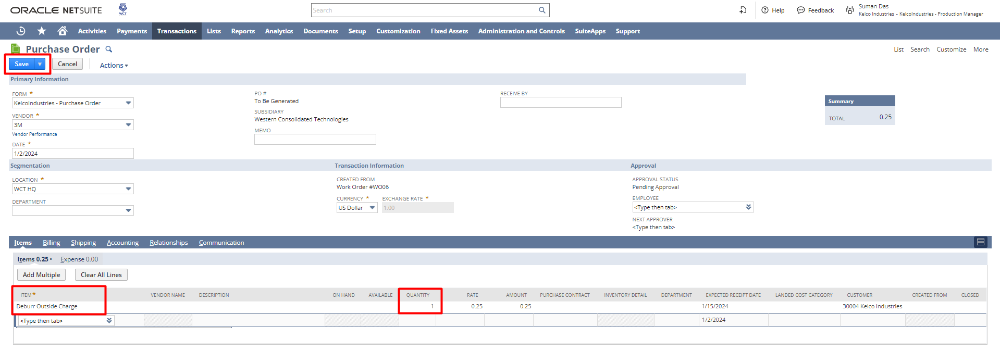 ORACLE NETSUITE
WCT
Search
Help
Feedback
Suman Das
Kelco Industries - KelcoIndustries - Production Manager
Activities Payments Transactions Lists Reports Analytics Documents Setup Customization Fixed Assets Administration and Controls SuiteApps Support
Purchase Order
List Search Customize More
Save Cancel Actions
Primary Information
FORM *
KelcoIndustries - Purchase Order
VENDOR *
3M
Vendor Performance
DATE *
1/2/2024
PO #
To Be Generated
SUBSIDIARY
Western Consolidated Technologies
MEMO
RECEIVE BY
Summary
TOTAL 0.25
Segmentation
LOCATION *
WCT HQ
DEPARTMENT
Transaction Information
CREATED FROM
Work Order #WO06
CURRENCY * EXCHANGE RATE *
US Dollar 1.00
Approval
APPROVAL STATUS
Pending Approval
EMPLOYEE
<Type then tab>
NEXT APPROVER
<Type then tab>
Items Billing Shipping Accounting Relationships Communication
Items 0.25 • Expense 0.00
Add Multiple Clear All Lines
ITEM * VENDOR NAME DESCRIPTION ON HAND AVAILABLE QUANTITY RATE AMOUNT PURCHASE CONTRACT INVENTORY DETAIL DEPARTMENT EXPECTED RECEIPT DATE LANDED COST CATEGORY CUSTOMER CREATED FROM CLOSED
Deburr Outside Charge 1 0.25 0.25 1/15/2024 30004 Kelco Industries
<Type then tab> 1/2/2024